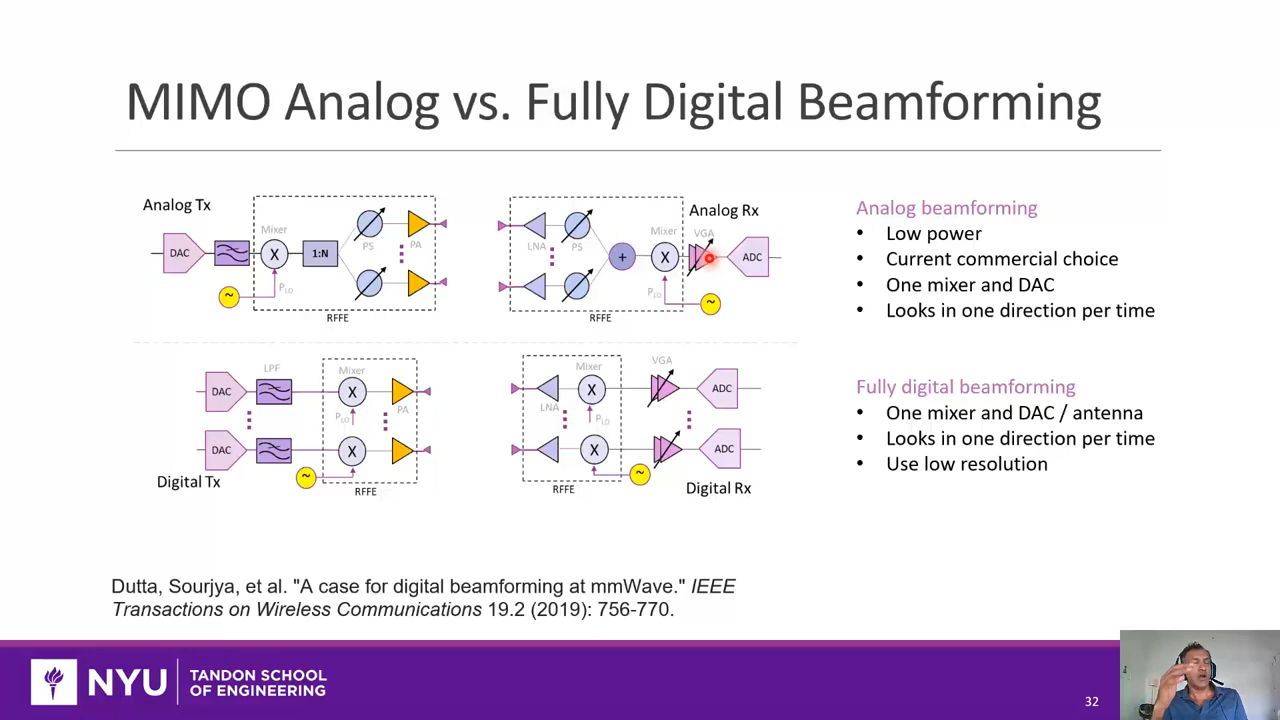 MIMO Analog vs. Fully Digital Beamforming
Analog Tx
DAC
Mixer
X
~
P_LO
1:N
PS
PA
RFFE
LNA
PS
+
Mixer
X
P_LO
RFFE
Analog Rx
VGA
~
ADC
Analog beamforming
• Low power
• Current commercial choice
• One mixer and DAC
• Looks in one direction per time
DAC
LPF
Mixer
X
P_LO
PA
DAC
X
~
Digital Tx
RFFE
Mixer
X
LNA
P_LO
X
~
RFFE
VGA
ADC
ADC
Digital Rx
Fully digital beamforming
• One mixer and DAC / antenna
• Looks in one direction per time
• Use low resolution
Dutta, Sourjya, et al. "A case for digital beamforming at mmWave." IEEE
Transactions on Wireless Communications 19.2 (2019): 756-770.
NYU
TANDON SCHOOL
OF ENGINEERING
32